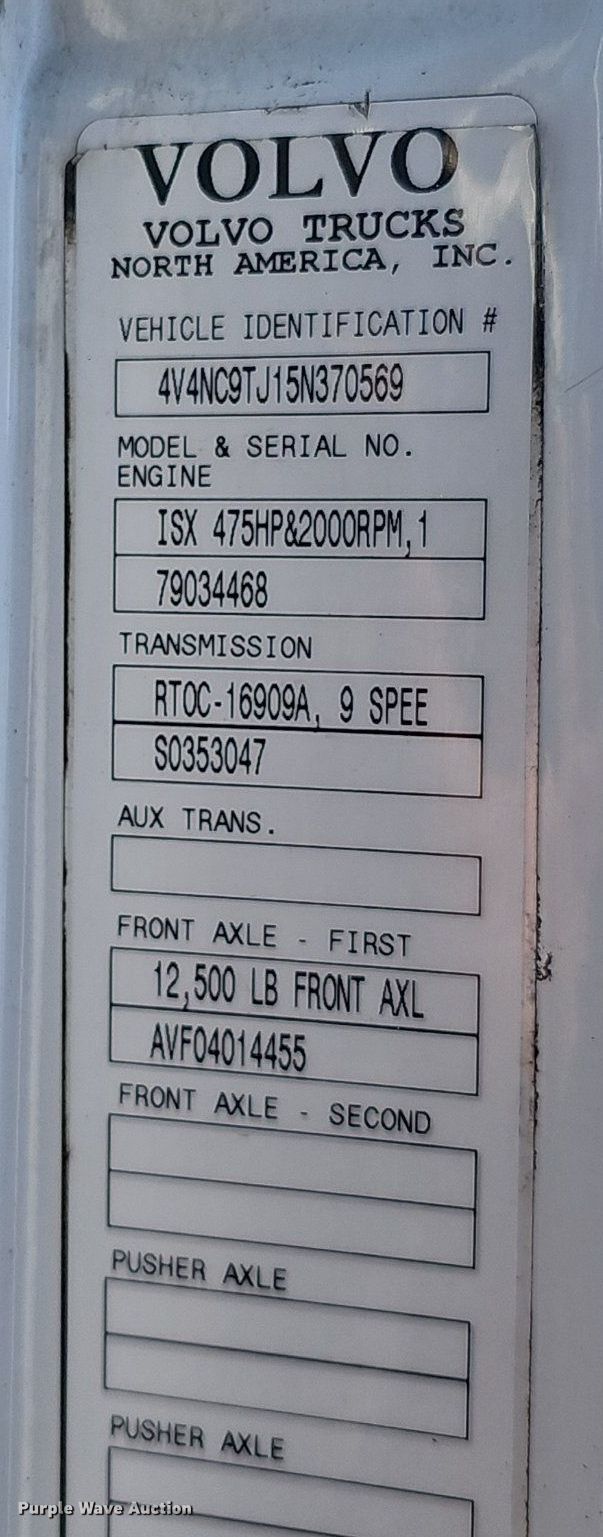 VOLVO
VOLVO TRUCKS
NORTH AMERICA, INC.
VEHICLE IDENTIFICATION #
4V4NC9TJ15N370569
MODEL & SERIAL NO.
ENGINE
ISX 475HP&2000RPM,1
79034468
TRANSMISSION
RTOC-16909A, 9 SPEE
S0353047
AUX TRANS.
FRONT AXLE - FIRST
12,500 LB FRONT AXL
AVF04014455
FRONT AXLE - SECOND
PUSHER AXLE
PUSHER AXLE
Purple Wave Auction